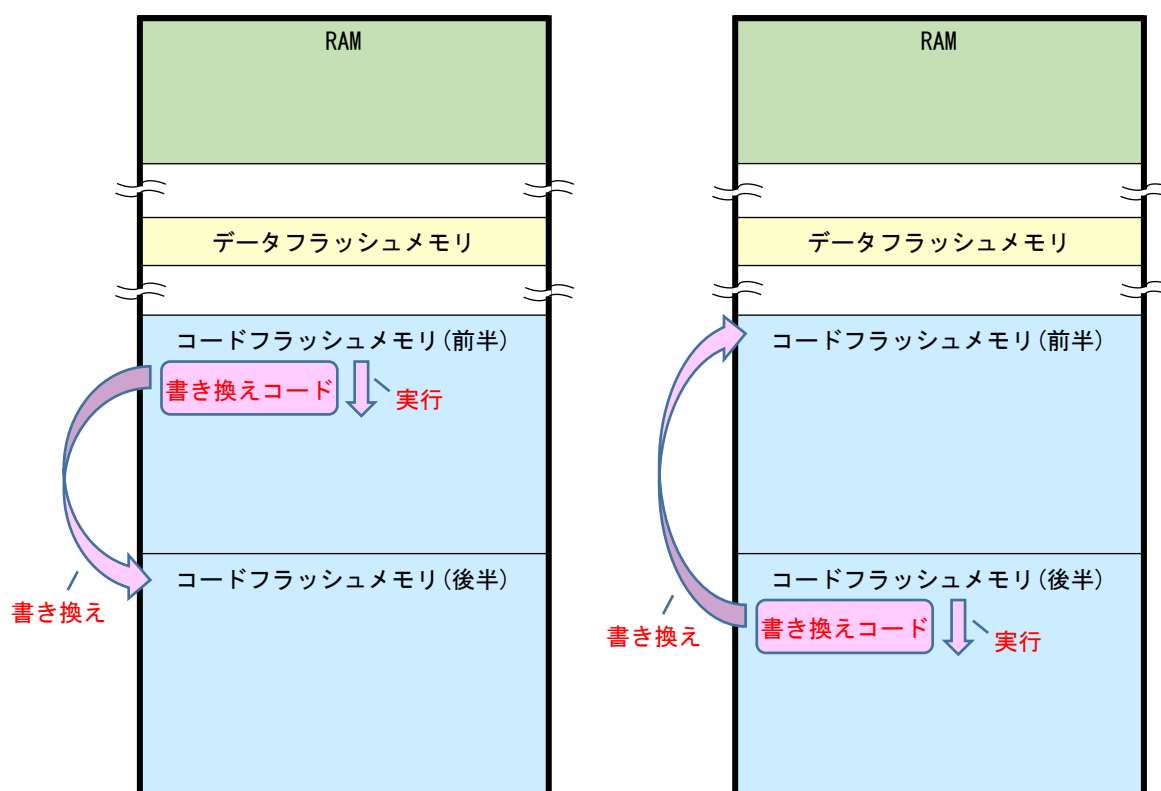 RAM
データフラッシュメモリ
コードフラッシュメモリ(前半)
書き換えコード
実行
コードフラッシュメモリ(後半)
書き換え
RAM
データフラッシュメモリ
コードフラッシュメモリ(前半)
コードフラッシュメモリ(後半)
書き換えコード
実行
書き換え